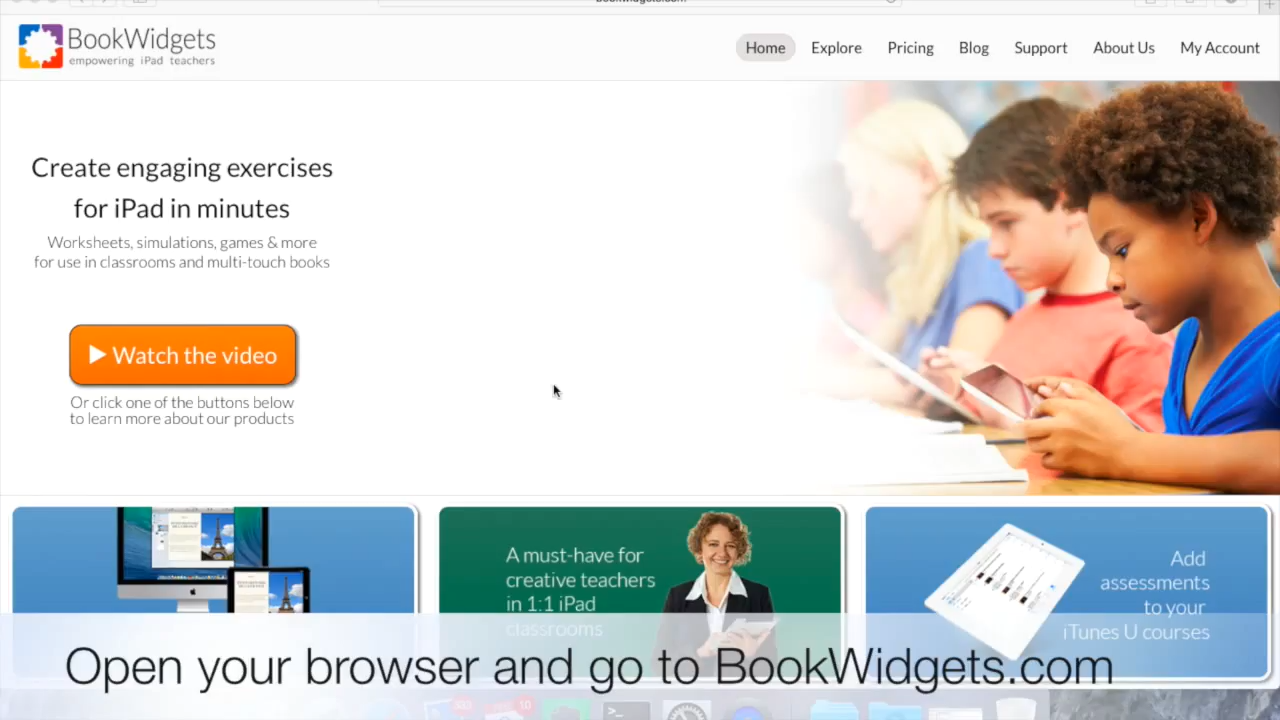 BookWidgets
empowering iPad teachers
Home
Explore
Pricing
Blog
Support
About Us
My Account
Create engaging exercises
for iPad in minutes
Worksheets, simulations, games & more
for use in classrooms and multi-touch books
▶ Watch the video
Or click one of the buttons below
to learn more about our products
A must-have for
creative teachers
in 1:1 iPad
classrooms
Add
assessments
to your
iTunes U courses
Open your browser and go to BookWidgets.com